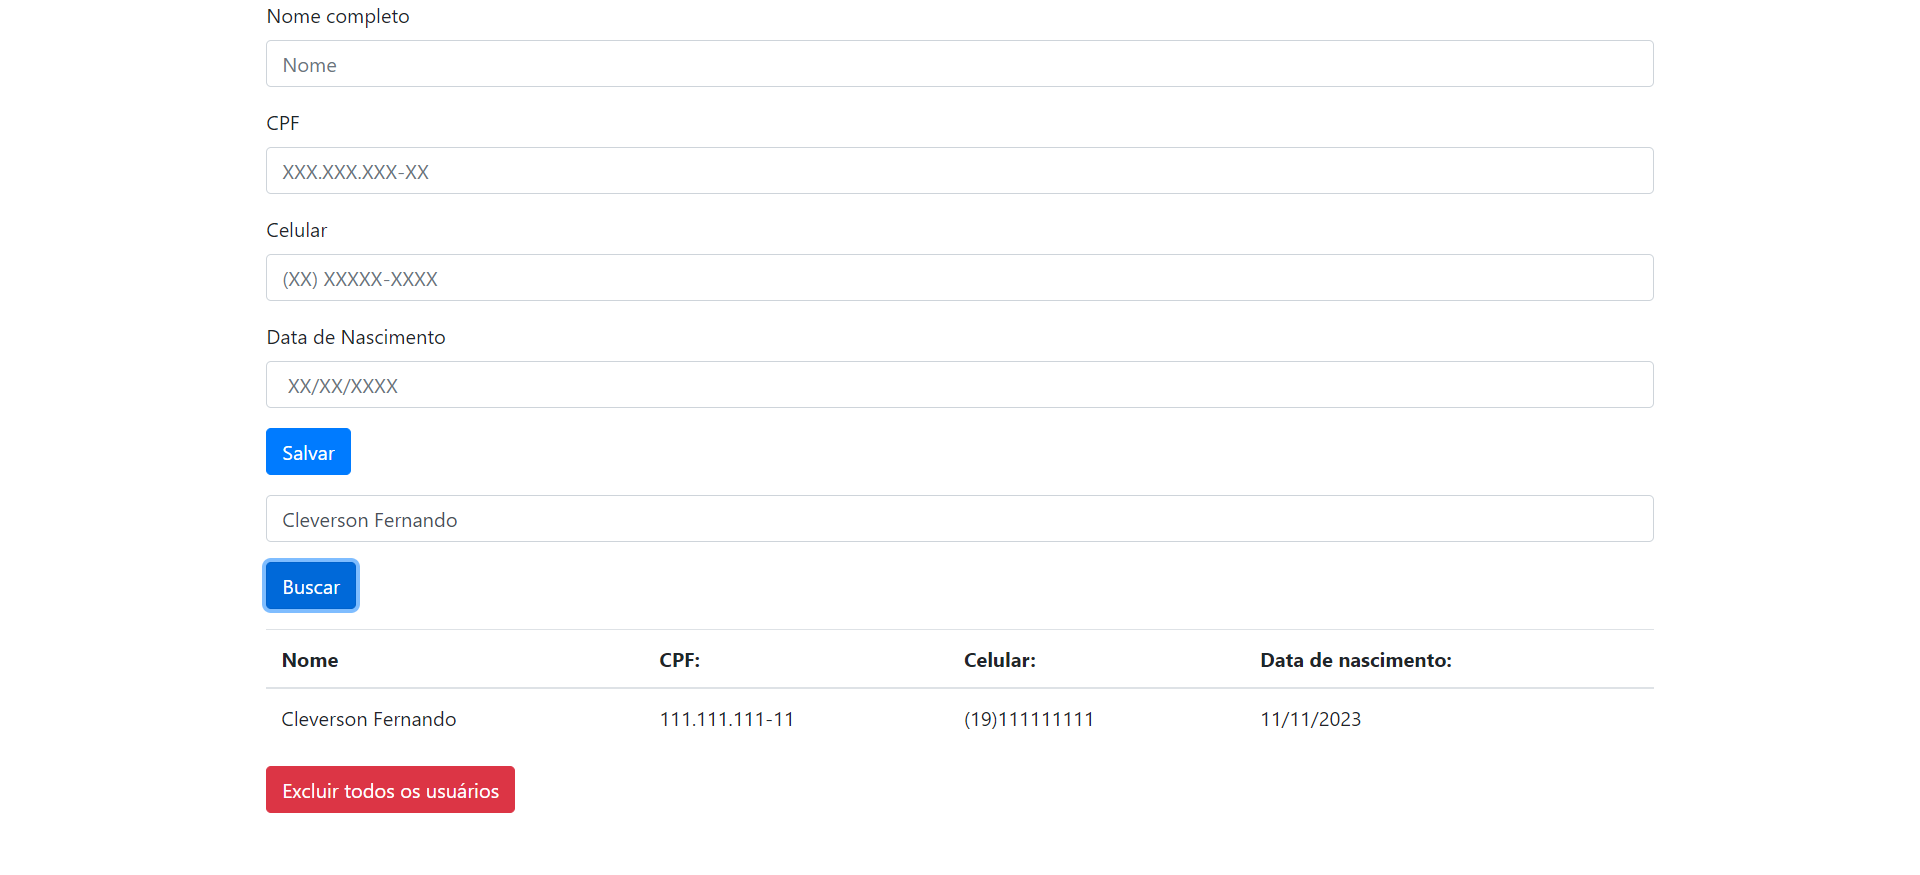 Nome completo
Nome
CPF
XXX.XXX.XXX-XX
Celular
(XX) XXXXX-XXXX
Data de Nascimento
XX/XX/XXXX
Salvar
Cleverson Fernando
Buscar
Nome CPF: Celular: Data de nascimento:
Cleverson Fernando 111.111.111-11 (19)111111111 11/11/2023
Excluir todos os usuários